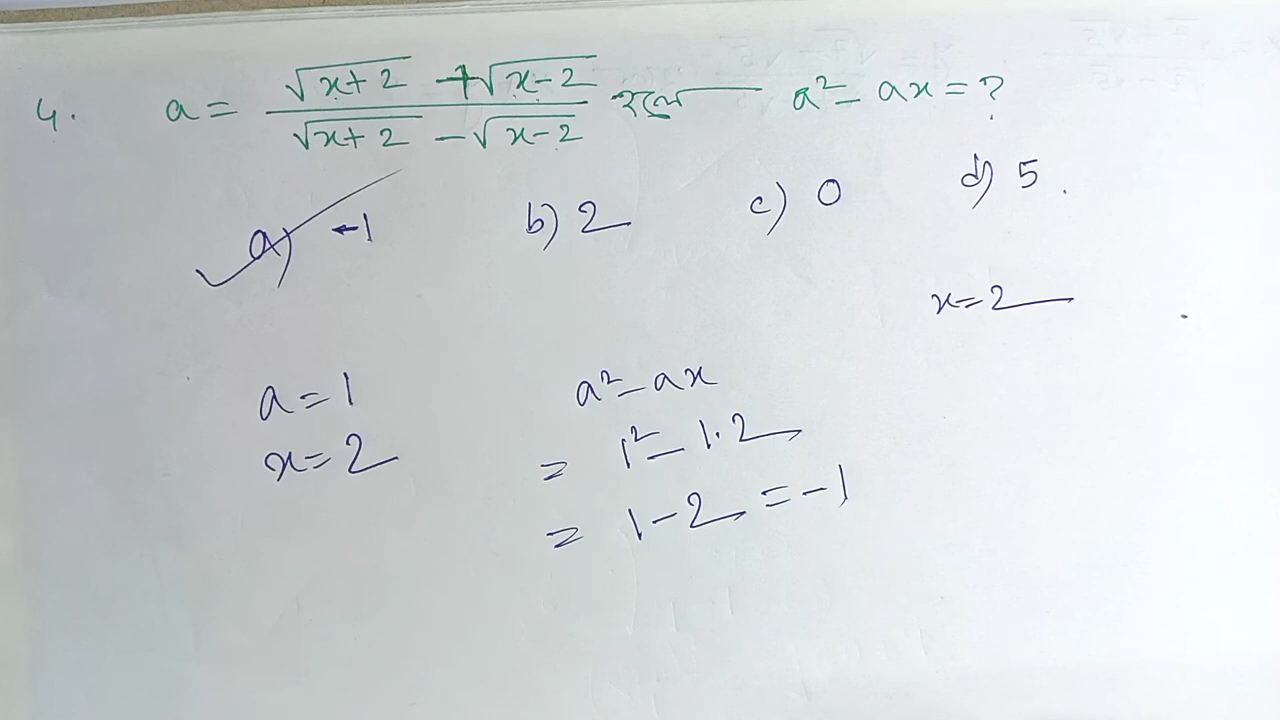 4. a = (√(x+2) + √(x-2)) / (√(x+2) - √(x-2)) হলে a² - ax = ?
a) -1 b) 2 c) 0 d) 5.
x=2
a = 1 a² - ax
x = 2 = 1² - 1.2
= 1 - 2 = -1